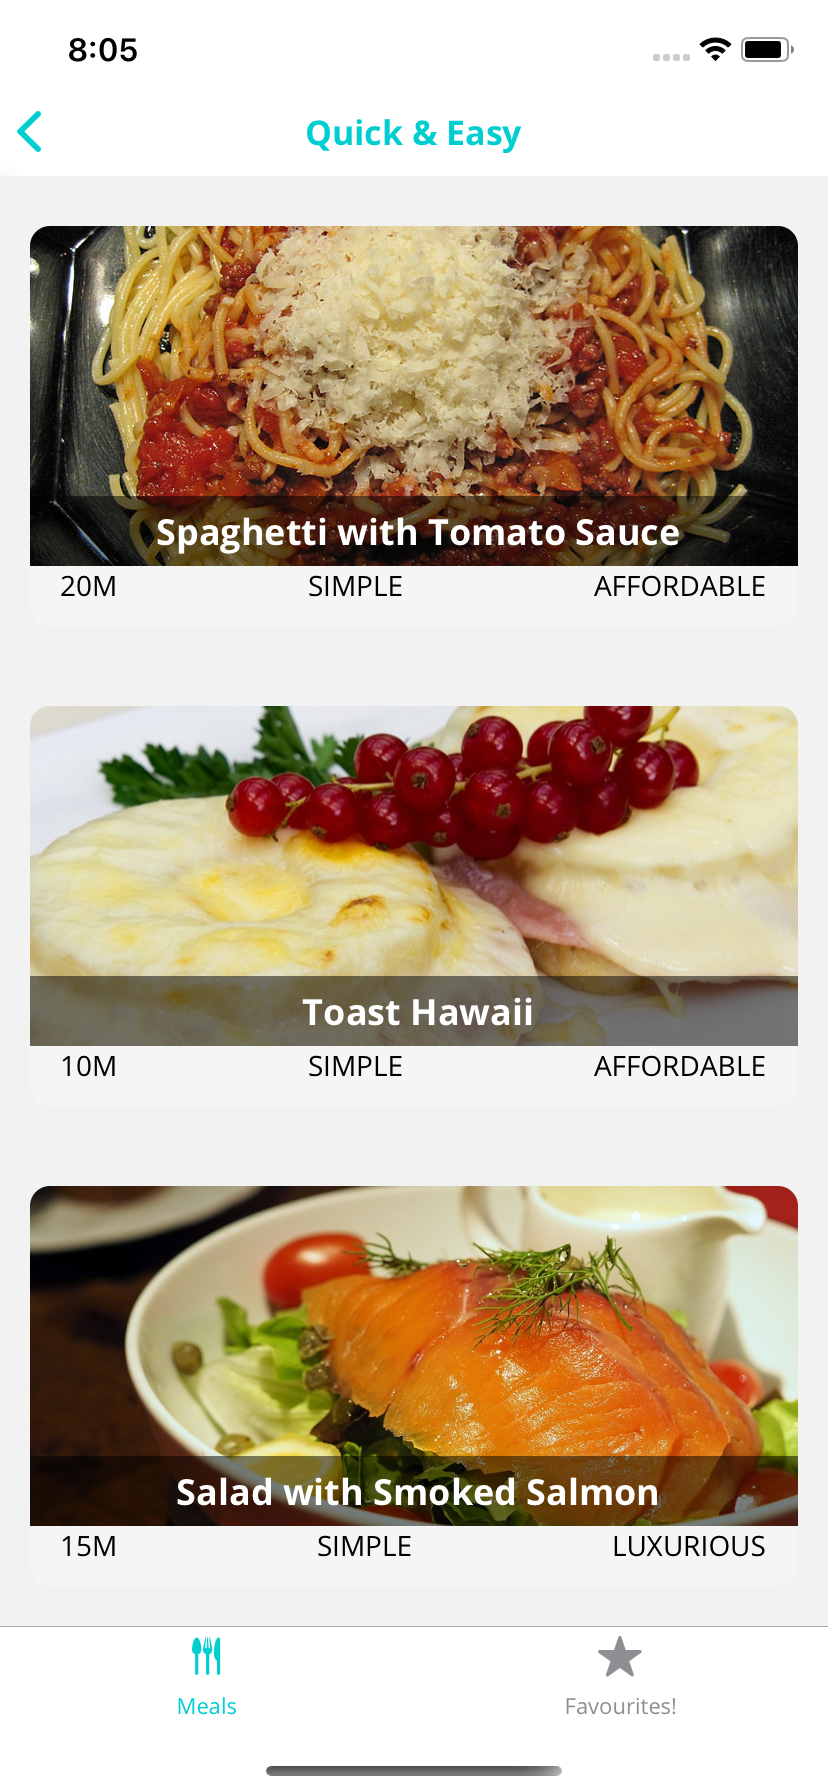 8:05
Quick & Easy
Spaghetti with Tomato Sauce
20M SIMPLE AFFORDABLE
Toast Hawaii
10M SIMPLE AFFORDABLE
Salad with Smoked Salmon
15M SIMPLE LUXURIOUS
Meals Favourites!